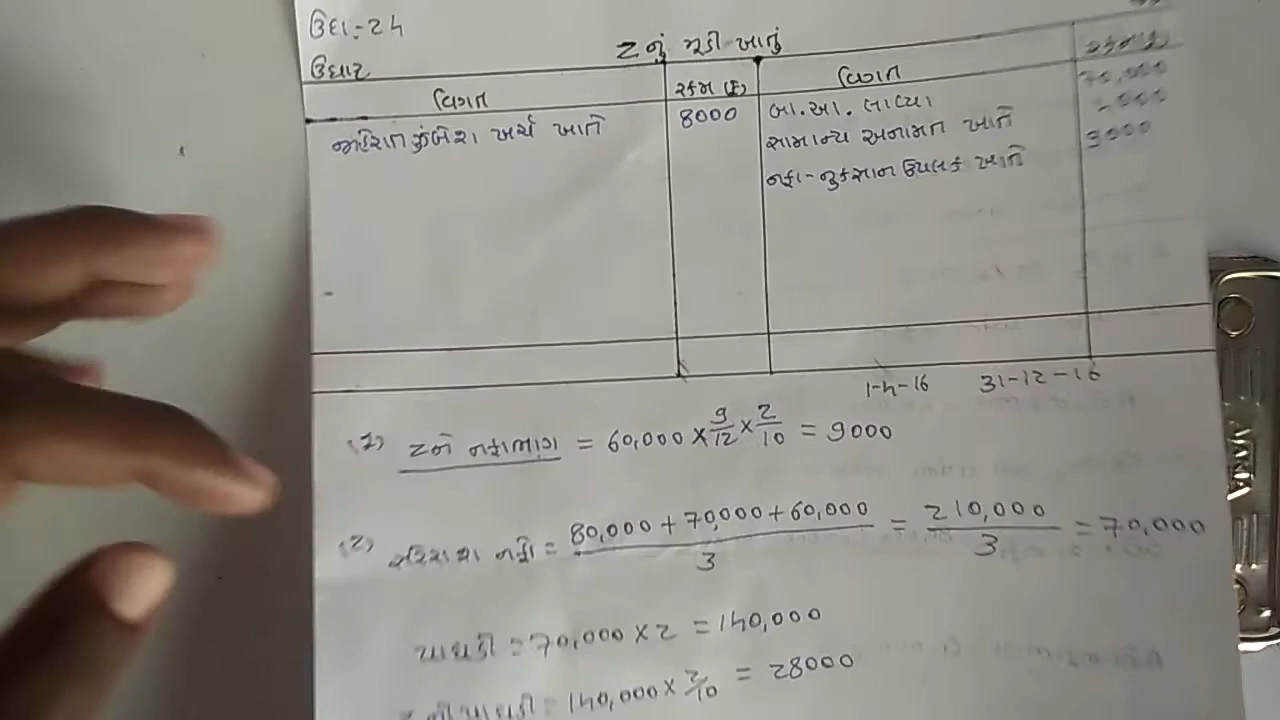 ઉદા.-24
Z નું મૂડી ખાતું
ઉધાર
વિગત રકમ (₹) વિગત રકમ (₹)
જાહેરાત ઝુંબેશ ખર્ચ ખાતે 8000 બા.આ. લાવ્યા 70,000
સામાન્ય અનામત ખાતે
નફા-નુકસાન ઉપલક ખાતે 9000
1-4-16 31-12-16
(1) Zનો નફાભાગ = 60,000 × 9/12 × 2/10 = 9000
(2) સરેરાશ નફો = 80,000 + 70,000 + 60,000 / 3 = 210,000 / 3 = 70,000
પાઘડી = 70,000 × 2 = 140,000
પાઘડી = 140,000 × 2/10 = 28000